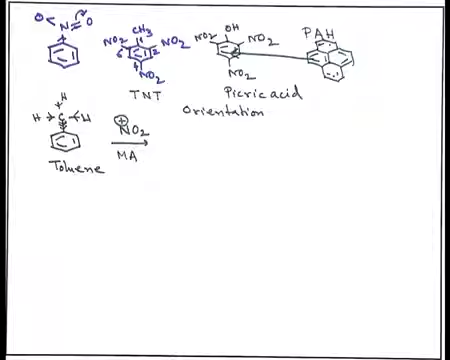 O N O
CH3 OH PAH
NO2 NO2 NO2 NO2
6 1 2
4
NO2 NO2
TNT Picric acid
Orientation
H
H C H ⊕NO2
MA
Toluene